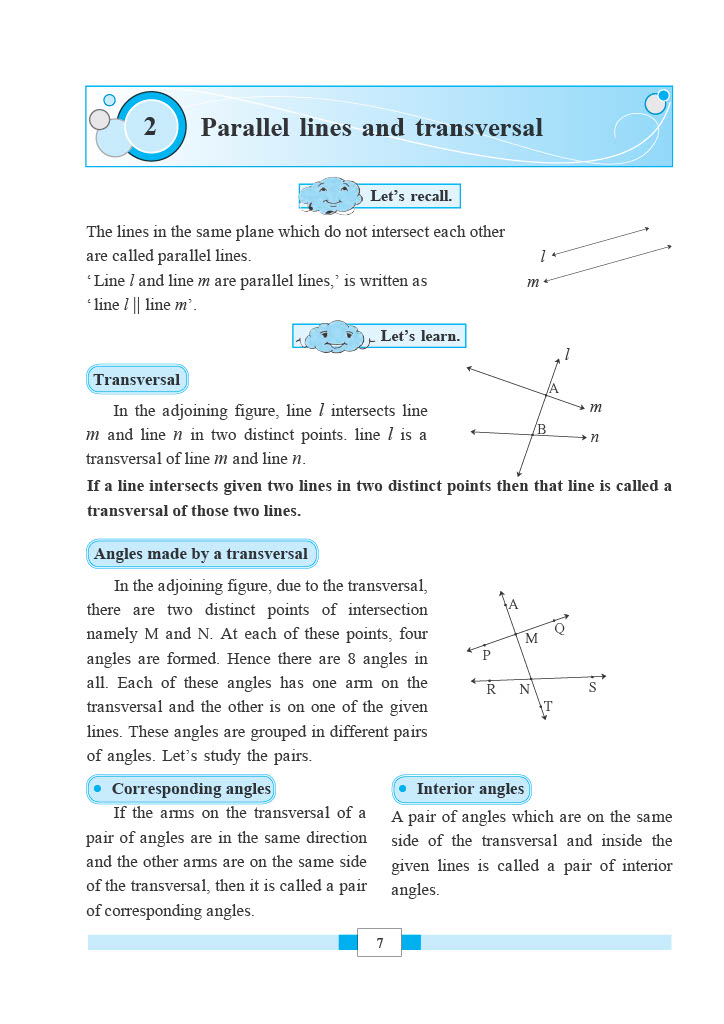 2
Parallel lines and transversal
Let’s recall.
The lines in the same plane which do not intersect each other
are called parallel lines.
‘ Line l and line m are parallel lines,’ is written as
‘ line l || line m’.
l
m
Let’s learn.
Transversal
In the adjoining figure, line l intersects line
m and line n in two distinct points. line l is a
transversal of line m and line n.
l
A
m
B
n
If a line intersects given two lines in two distinct points then that line is called a
transversal of those two lines.
Angles made by a transversal
In the adjoining figure, due to the transversal,
there are two distinct points of intersection
namely M and N. At each of these points, four
angles are formed. Hence there are 8 angles in
all. Each of these angles has one arm on the
transversal and the other is on one of the given
lines. These angles are grouped in different pairs
of angles. Let’s study the pairs.
A
Q
M
P
R
N
S
T
• Corresponding angles
If the arms on the transversal of a
pair of angles are in the same direction
and the other arms are on the same side
of the transversal, then it is called a pair
of corresponding angles.
• Interior angles
A pair of angles which are on the same
side of the transversal and inside the
given lines is called a pair of interior
angles.
7